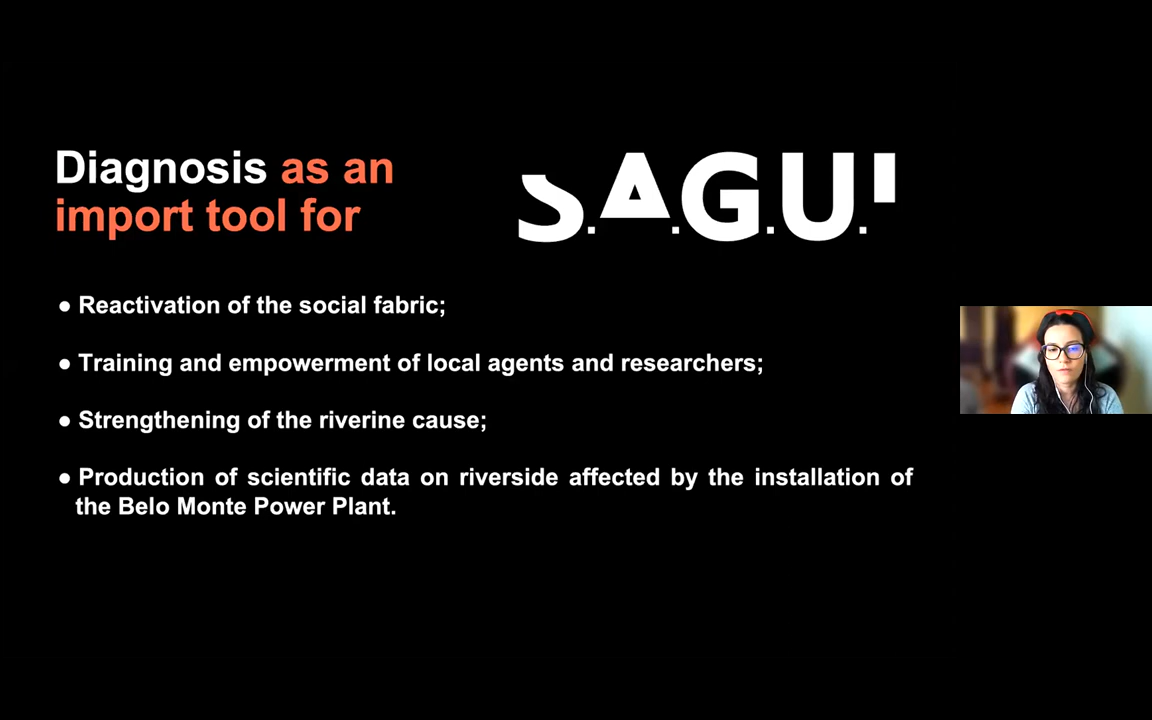 Diagnosis as an
import tool for
S.A.G.U.I
● Reactivation of the social fabric;
● Training and empowerment of local agents and researchers;
● Strengthening of the riverine cause;
● Production of scientific data on riverside affected by the installation of
the Belo Monte Power Plant.